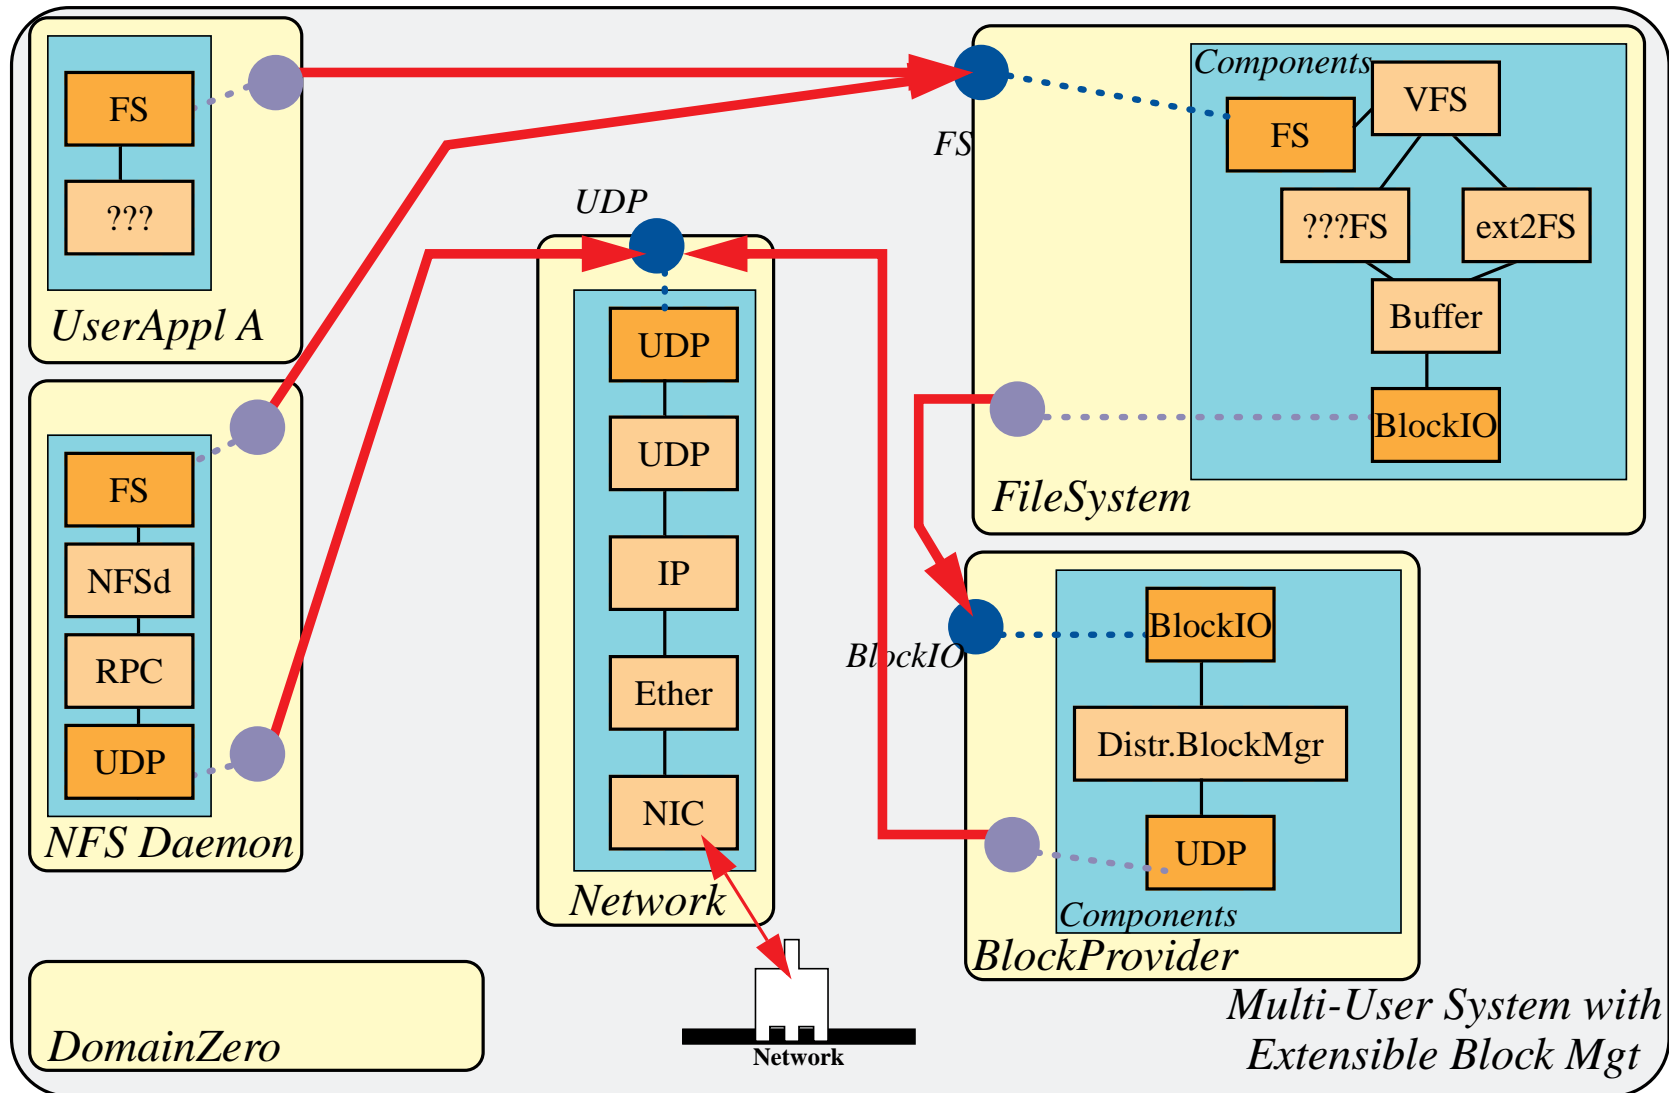 FS
???
UserAppl A
FS
NFSd
RPC
UDP
NFS Daemon
DomainZero
UDP
UDP
UDP
IP
Ether
NIC
Network
Network
FS
Components
FS
VFS
???FS
ext2FS
Buffer
BlockIO
FileSystem
BlockIO
BlockIO
Distr.BlockMgr
UDP
Components
BlockProvider
Multi-User System with
Extensible Block Mgt